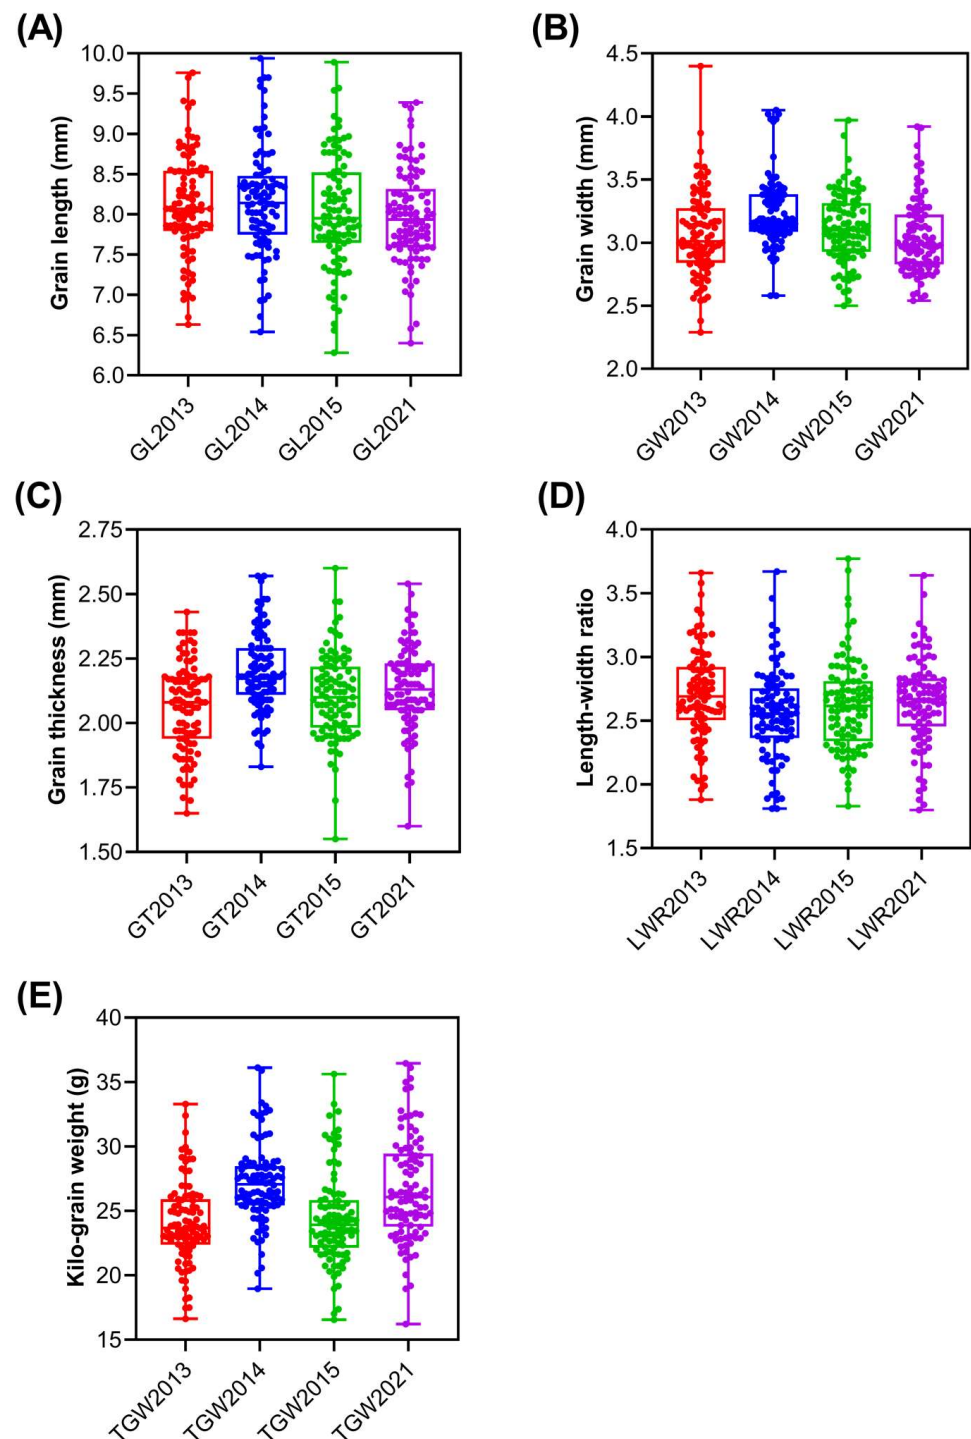 (A)
Grain length (mm)
10.0
9.5
9.0
8.5
8.0
7.5
7.0
6.5
6.0
GL2013
GL2014
GL2015
GL2021
(B)
Grain width (mm)
4.5
4.0
3.5
3.0
2.5
2.0
GW2013
GW2014
GW2015
GW2021
(C)
Grain thickness (mm)
2.75
2.50
2.25
2.00
1.75
1.50
GT2013
GT2014
GT2015
GT2021
(D)
Length-width ratio
4.0
3.5
3.0
2.5
2.0
1.5
LWR2013
LWR2014
LWR2015
LWR2021
(E)
Kilo-grain weight (g)
40
35
30
25
20
15
TGW2013
TGW2014
TGW2015
TGW2021